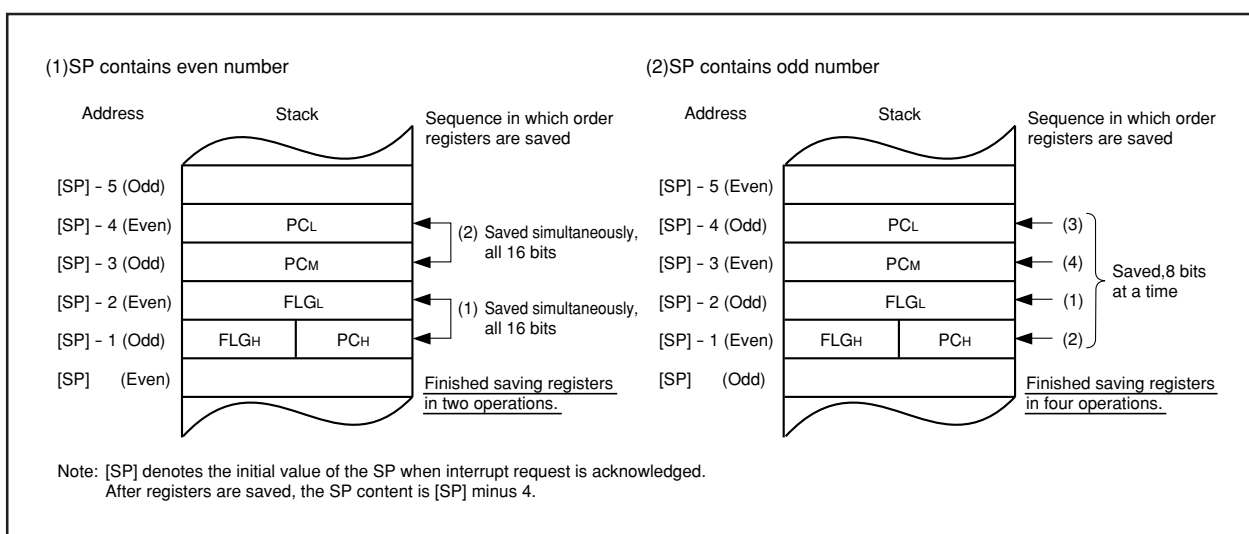 (1)SP contains even number
Address
Stack
Sequence in which order
registers are saved
[SP] - 5 (Odd)
[SP] - 4 (Even)
PCL
[SP] - 3 (Odd)
PCM
(2) Saved simultaneously,
all 16 bits
[SP] - 2 (Even)
FLGL
[SP] - 1 (Odd)
FLGH
PCH
(1) Saved simultaneously,
all 16 bits
[SP] (Even)
Finished saving registers
in two operations.
(2)SP contains odd number
Address
Stack
Sequence in which order
registers are saved
[SP] - 5 (Even)
[SP] - 4 (Odd)
PCL
(3)
[SP] - 3 (Even)
PCM
(4)
[SP] - 2 (Odd)
FLGL
(1)
[SP] - 1 (Even)
FLGH
PCH
(2)
Saved,8 bits
at a time
[SP] (Odd)
Finished saving registers
in four operations.
Note: [SP] denotes the initial value of the SP when interrupt request is acknowledged.
After registers are saved, the SP content is [SP] minus 4.